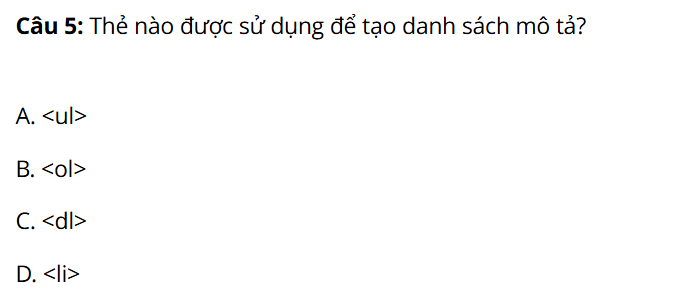 Câu 5: Thẻ nào được sử dụng để tạo danh sách mô tả?
A. <ul>
B. <ol>
C. <dl>
D. <li>